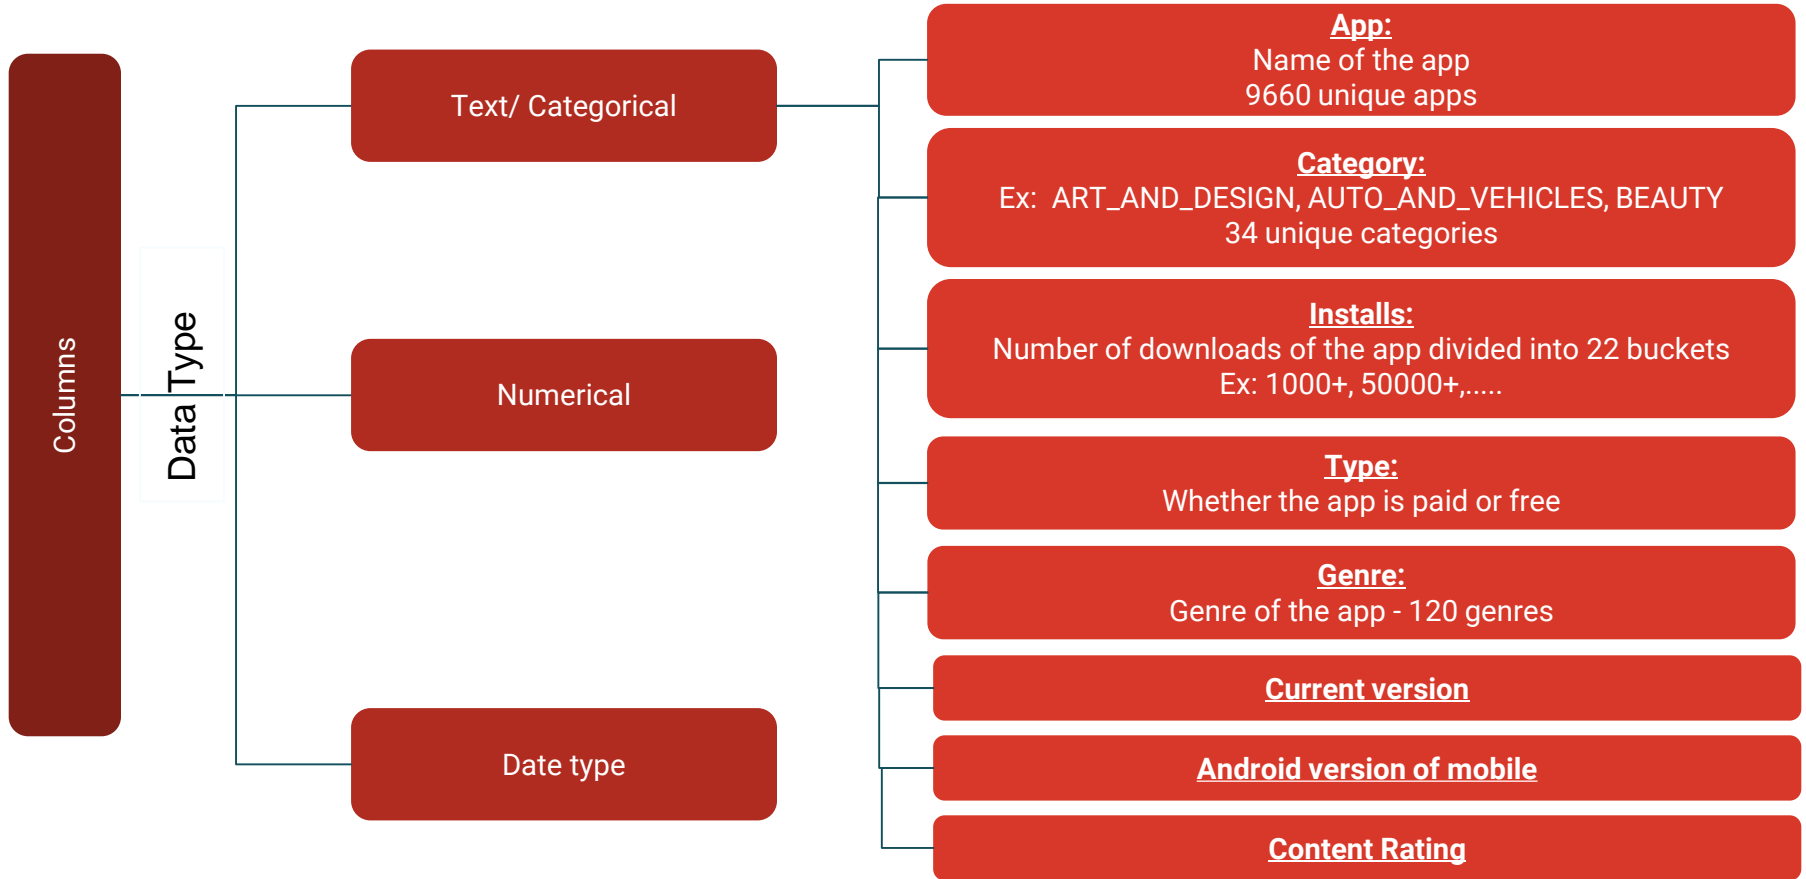 Columns
Data Type
Text/ Categorical
Numerical
Date type
App:
Name of the app
9660 unique apps
Category:
Ex:  ART_AND_DESIGN, AUTO_AND_VEHICLES, BEAUTY
34 unique categories
Installs:
Number of downloads of the app divided into 22 buckets
Ex: 1000+, 50000+,.....
Type:
Whether the app is paid or free
Genre:
Genre of the app - 120 genres
Current version
Android version of mobile
Content Rating